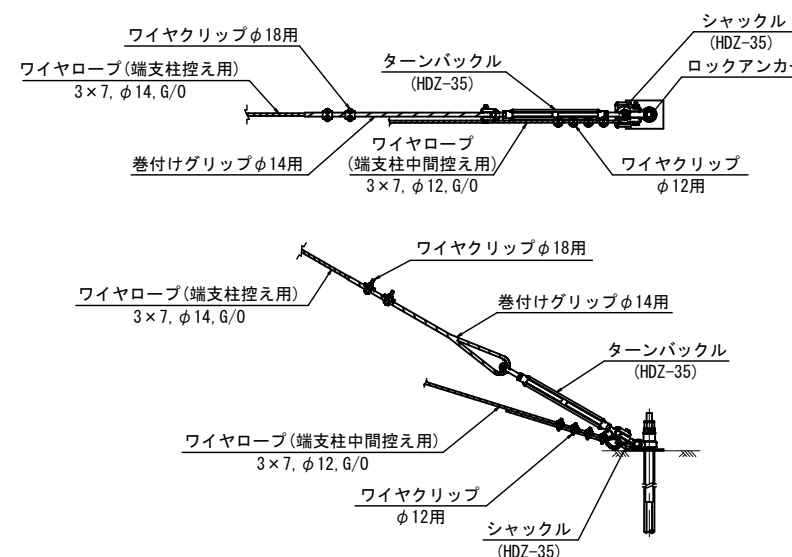 シャックル
(HDZ-35)
ワイヤクリップφ18用
ターンバックル
(HDZ-35)
ロックアンカー
ワイヤロープ(端支柱控え用)
3×7, φ14, G/O
巻付けグリップφ14用
ワイヤロープ
(端支柱中間控え用)
3×7, φ12, G/O
ワイヤクリップ
φ12用
ワイヤクリップφ18用
ワイヤロープ(端支柱控え用)
3×7, φ14, G/O
巻付けグリップφ14用
ターンバックル
(HDZ-35)
ワイヤロープ(端支柱中間控え用)
3×7, φ12, G/O
ワイヤクリップ
φ12用
シャックル
(HDZ-35)